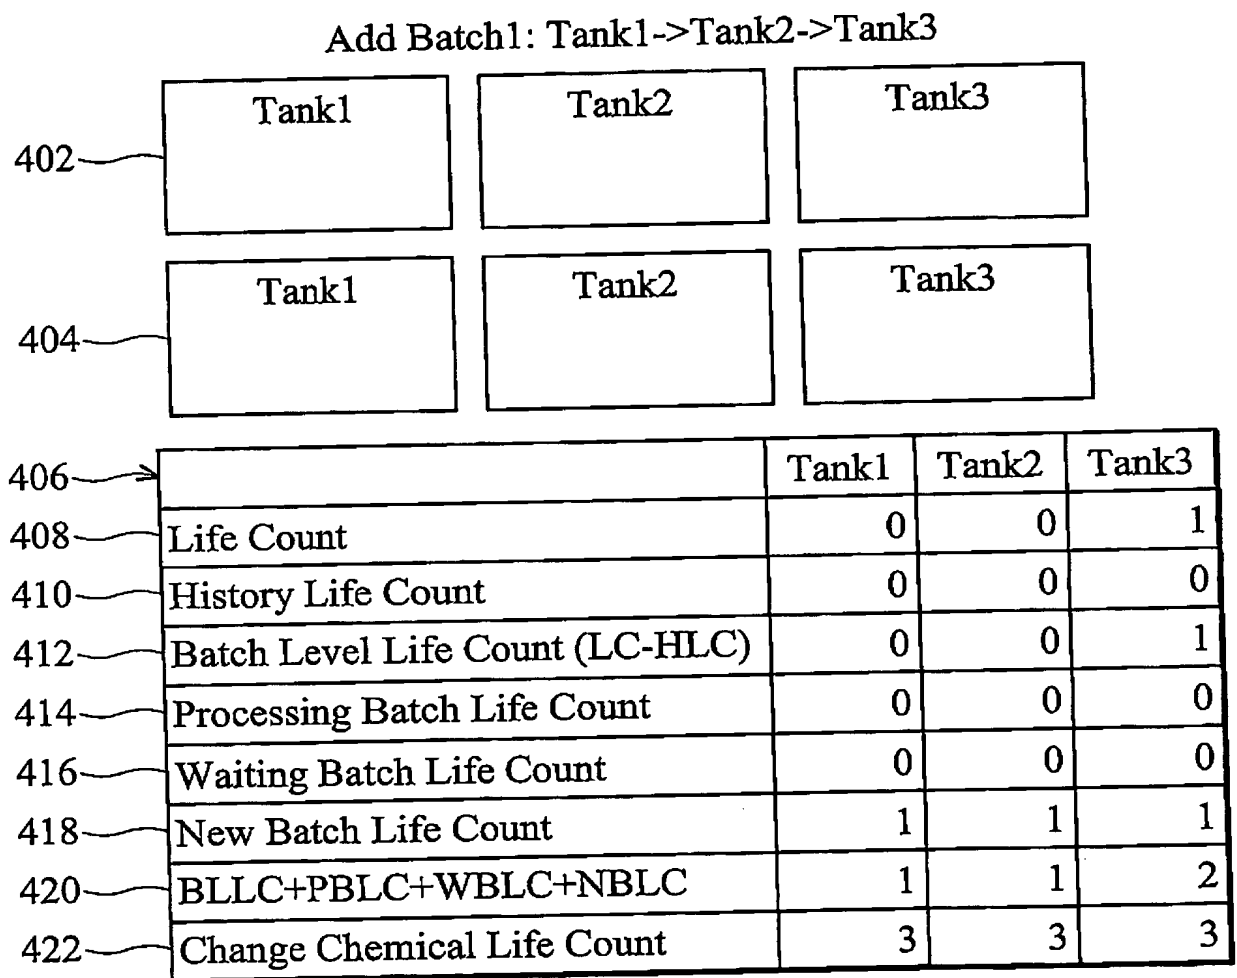 Add Batch1: Tank1->Tank2->Tank3
Tank1 Tank2 Tank3
402
Tank1 Tank2 Tank3
404
406 Tank1 Tank2 Tank3
408 Life Count 0 0 1
410 History Life Count 0 0 0
412 Batch Level Life Count (LC-HLC) 0 0 1
414 Processing Batch Life Count 0 0 0
416 Waiting Batch Life Count 0 0 0
418 New Batch Life Count 1 1 1
420 BLLC+PBLC+WBLC+NBLC 1 1 2
422 Change Chemical Life Count 3 3 3